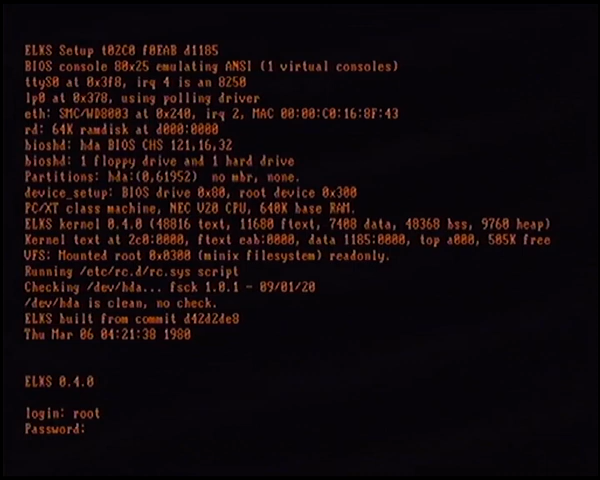 ELKS Setup t02C0 f0EAB d1185
BIOS console 80x25 emulating ANSI (1 virtual consoles)
ttyS0 at 0x3f8, irq 4 is an 8250
lp0 at 0x378, using polling driver
eth: SMC/WD8003 at 0x240, irq 2, MAC 00:00:C0:16:8F:43
rd: 64K ramdisk at d000:0000
bioshd: hda BIOS CHS 121,16,32
bioshd: 1 floppy drive and 1 hard drive
Partitions: hda:(0,61952)  no mbr, none.
device_setup: BIOS drive 0x80, root device 0x300
PC/XT class machine, NEC V20 CPU, 640K base RAM.
ELKS kernel 0.4.0 (48816 text, 11680 ftext, 7408 data, 48368 bss, 9760 heap)
Kernel text at 2c0:0000, ftext eab:0000, data 1185:0000, top a000, 505K free
VFS: Mounted root 0x0300 (minix filesystem) readonly.
Running /etc/rc.d/rc.sys script
Checking /dev/hda... fsck 1.0.1 - 09/01/20
/dev/hda is clean, no check.
ELKS built from commit d42d2de8
Thu Mar 06 04:21:38 1980
ELKS 0.4.0
login: root
Password: